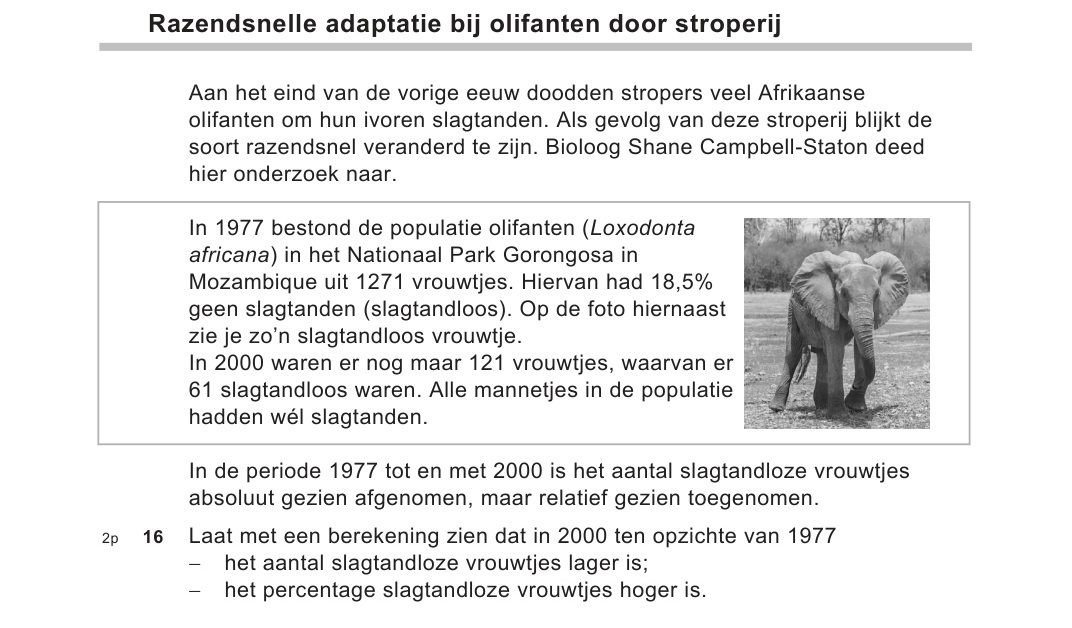 Razendsnelle adaptatie bij olifanten door stroperij
Aan het eind van de vorige eeuw doodden stropers veel Afrikaanse
olifanten om hun ivoren slagtanden. Als gevolg van deze stroperij blijkt de
soort razendsnel veranderd te zijn. Bioloog Shane Campbell-Staton deed
hier onderzoek naar.
In 1977 bestond de populatie olifanten (Loxodonta
africana) in het Nationaal Park Gorongosa in
Mozambique uit 1271 vrouwtjes. Hiervan had 18,5%
geen slagtanden (slagtandloos). Op de foto hiernaast
zie je zo’n slagtandloos vrouwtje.
In 2000 waren er nog maar 121 vrouwtjes, waarvan er
61 slagtandloos waren. Alle mannetjes in de populatie
hadden wél slagtanden.
In de periode 1977 tot en met 2000 is het aantal slagtandloze vrouwtjes
absoluut gezien afgenomen, maar relatief gezien toegenomen.
2p 16 Laat met een berekening zien dat in 2000 ten opzichte van 1977
– het aantal slagtandloze vrouwtjes lager is;
– het percentage slagtandloze vrouwtjes hoger is.